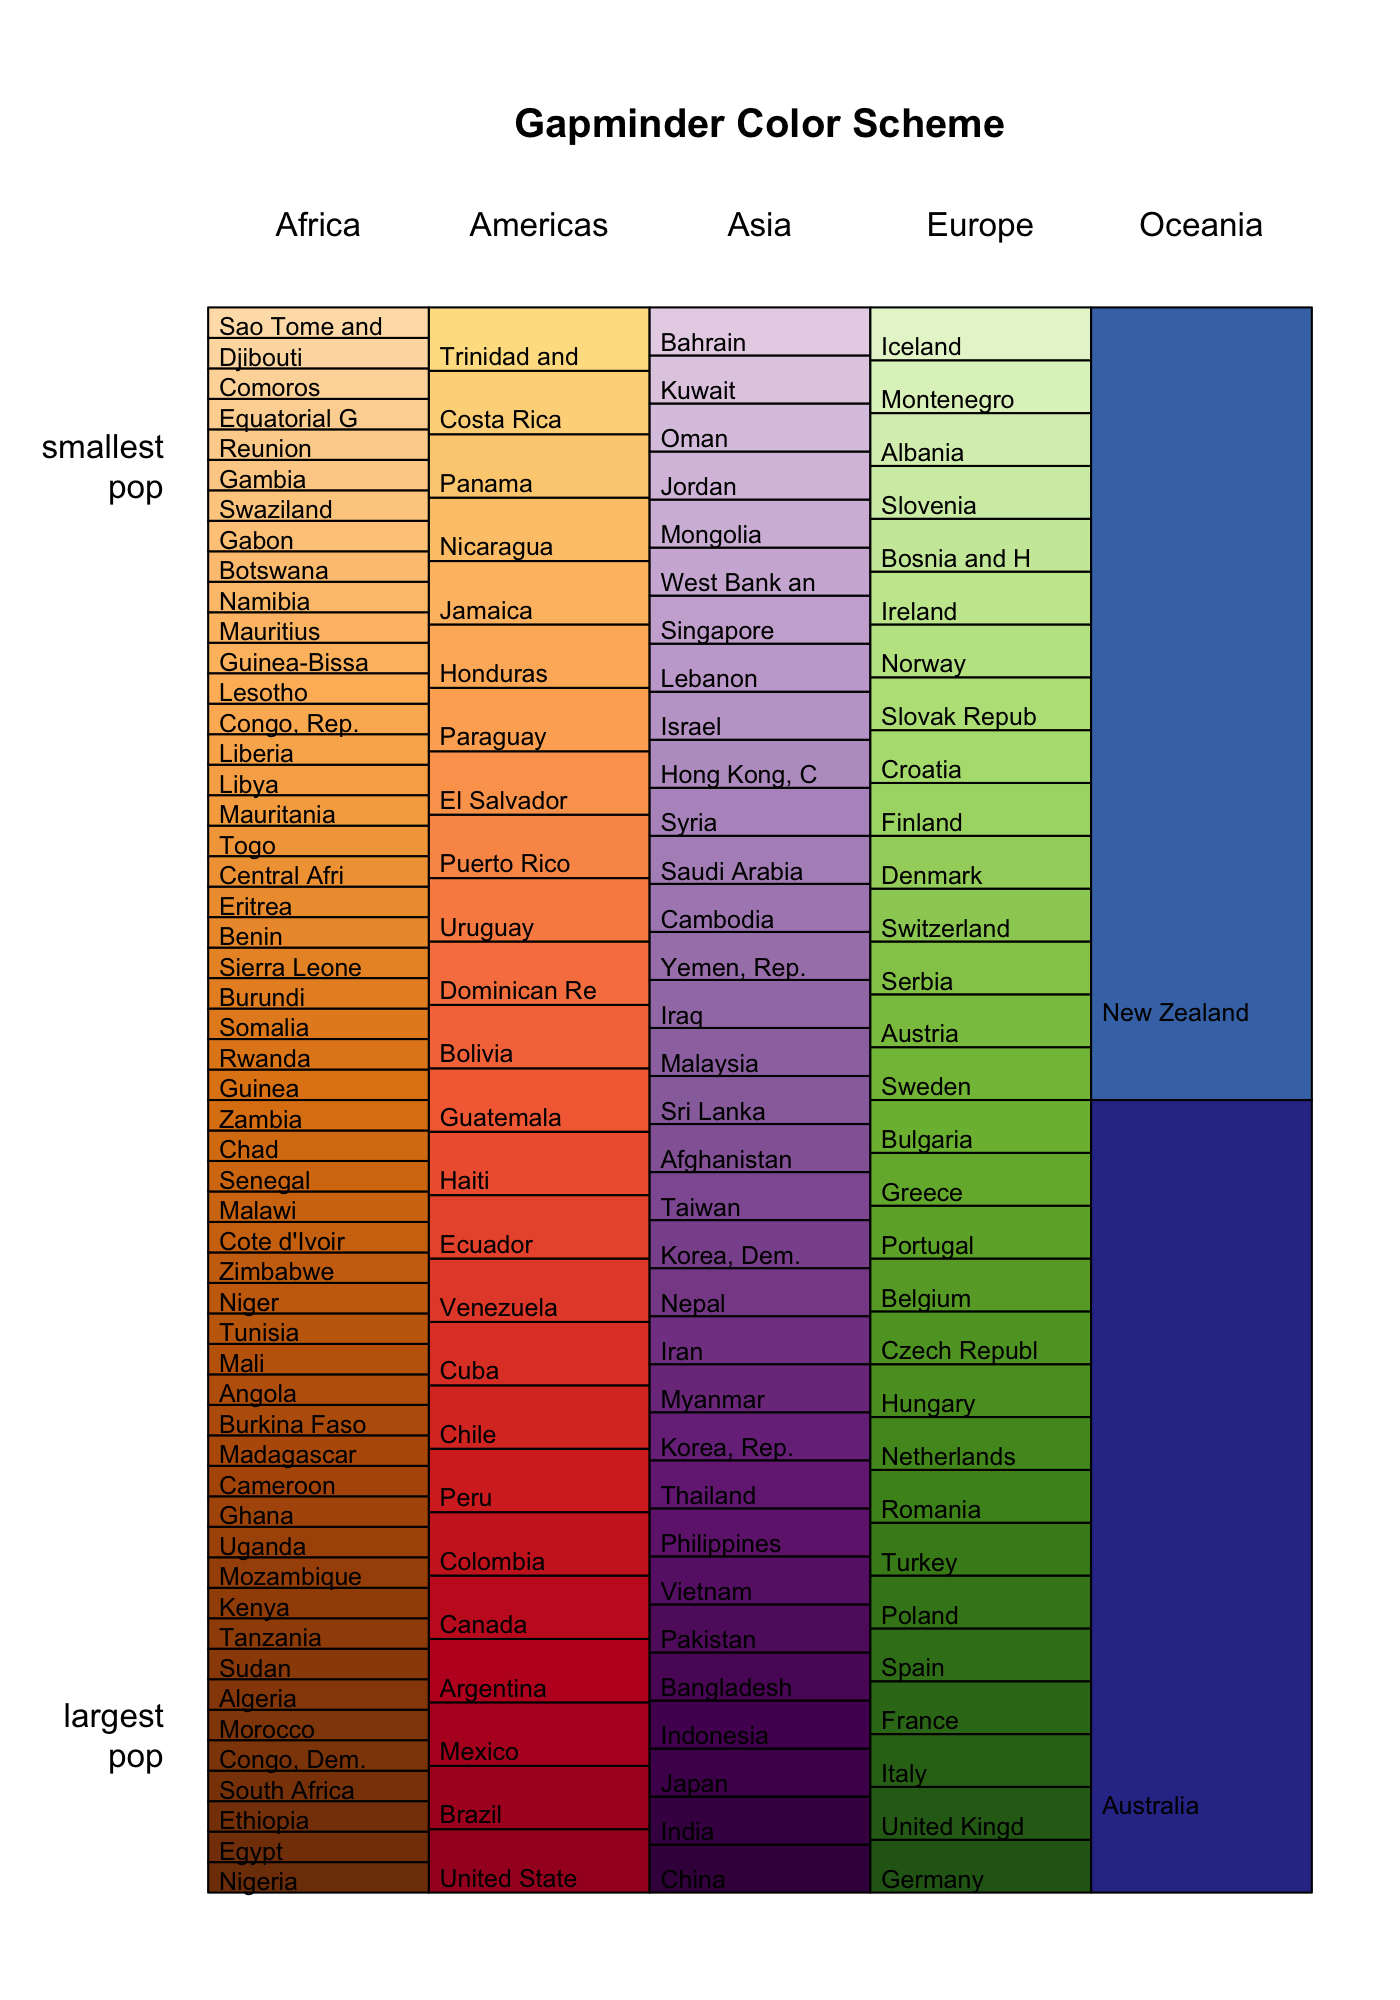 Gapminder Color Scheme
Africa
Americas
Asia
Europe
Oceania
smallest
pop
largest
pop
Sao Tome and
Djibouti
Comoros
Equatorial G
Reunion
Gambia
Swaziland
Gabon
Botswana
Namibia
Mauritius
Guinea-Bissa
Lesotho
Congo, Rep.
Liberia
Libya
Mauritania
Togo
Central Afri
Eritrea
Benin
Sierra Leone
Burundi
Somalia
Rwanda
Guinea
Zambia
Chad
Senegal
Malawi
Cote d'Ivoir
Zimbabwe
Niger
Tunisia
Mali
Angola
Burkina Faso
Madagascar
Cameroon
Ghana
Uganda
Mozambique
Kenya
Tanzania
Sudan
Algeria
Morocco
Congo, Dem.
South Africa
Ethiopia
Egypt
Nigeria
Trinidad and
Costa Rica
Panama
Nicaragua
Jamaica
Honduras
Paraguay
El Salvador
Puerto Rico
Uruguay
Dominican Re
Bolivia
Guatemala
Haiti
Ecuador
Venezuela
Cuba
Chile
Peru
Colombia
Canada
Argentina
Mexico
Brazil
United State
Bahrain
Kuwait
Oman
Jordan
Mongolia
West Bank an
Singapore
Lebanon
Israel
Hong Kong, C
Syria
Saudi Arabia
Cambodia
Yemen, Rep.
Iraq
Malaysia
Sri Lanka
Afghanistan
Taiwan
Korea, Dem.
Nepal
Iran
Myanmar
Korea, Rep.
Thailand
Philippines
Vietnam
Pakistan
Bangladesh
Indonesia
Japan
India
China
Iceland
Montenegro
Albania
Slovenia
Bosnia and H
Ireland
Norway
Slovak Repub
Croatia
Finland
Denmark
Switzerland
Serbia
Austria
Sweden
Bulgaria
Greece
Portugal
Belgium
Czech Republ
Hungary
Netherlands
Romania
Turkey
Poland
Spain
France
Italy
United Kingd
Germany
New Zealand
Australia